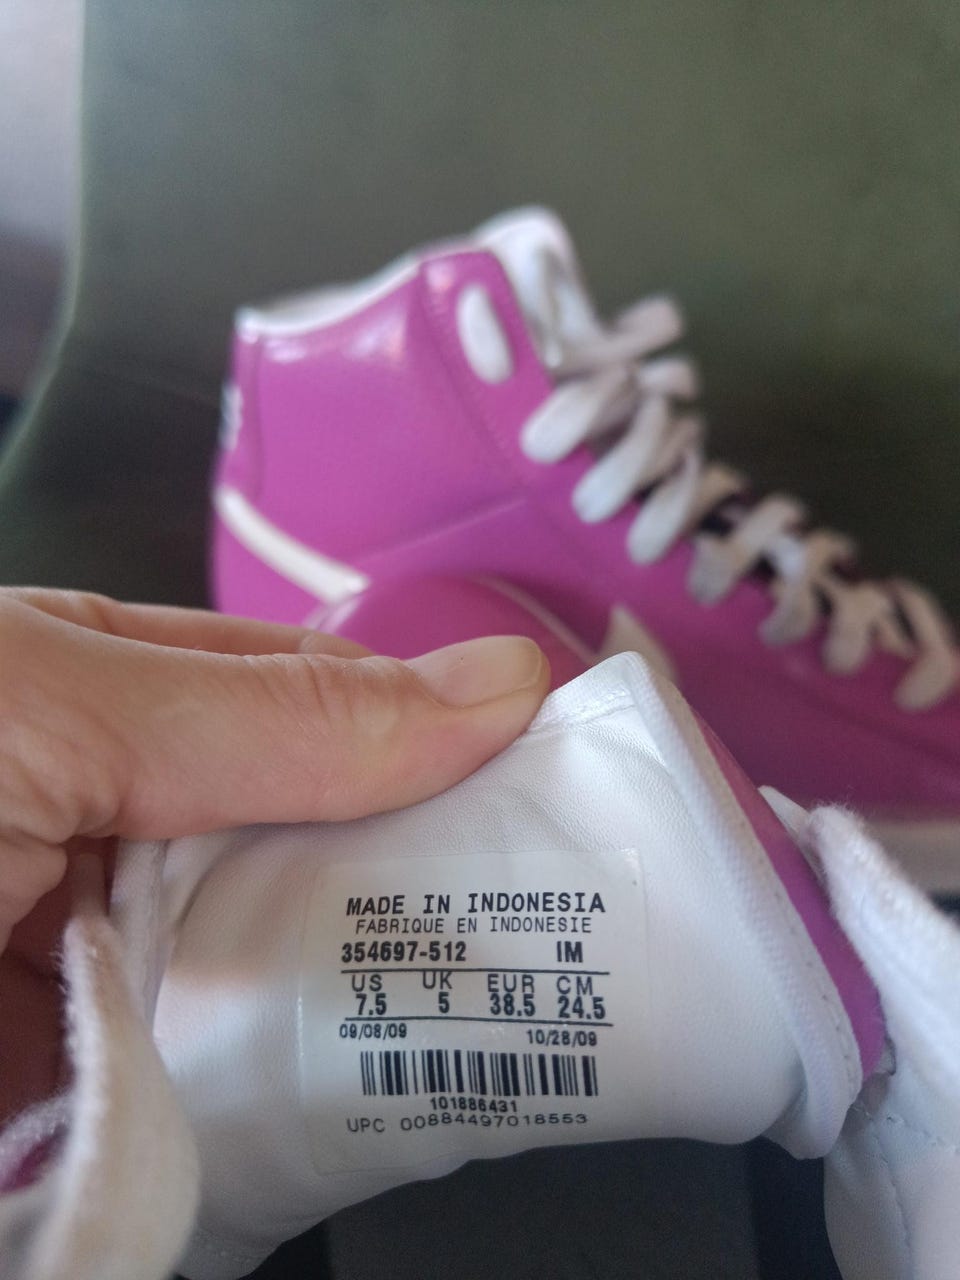 MADE IN INDONESIA
FABRIQUE EN INDONESIE
354697-512 IM
US UK EUR CM
7.5 5 38.5 24.5
09/08/09 10/28/09
101886431
UPC 00884497018553